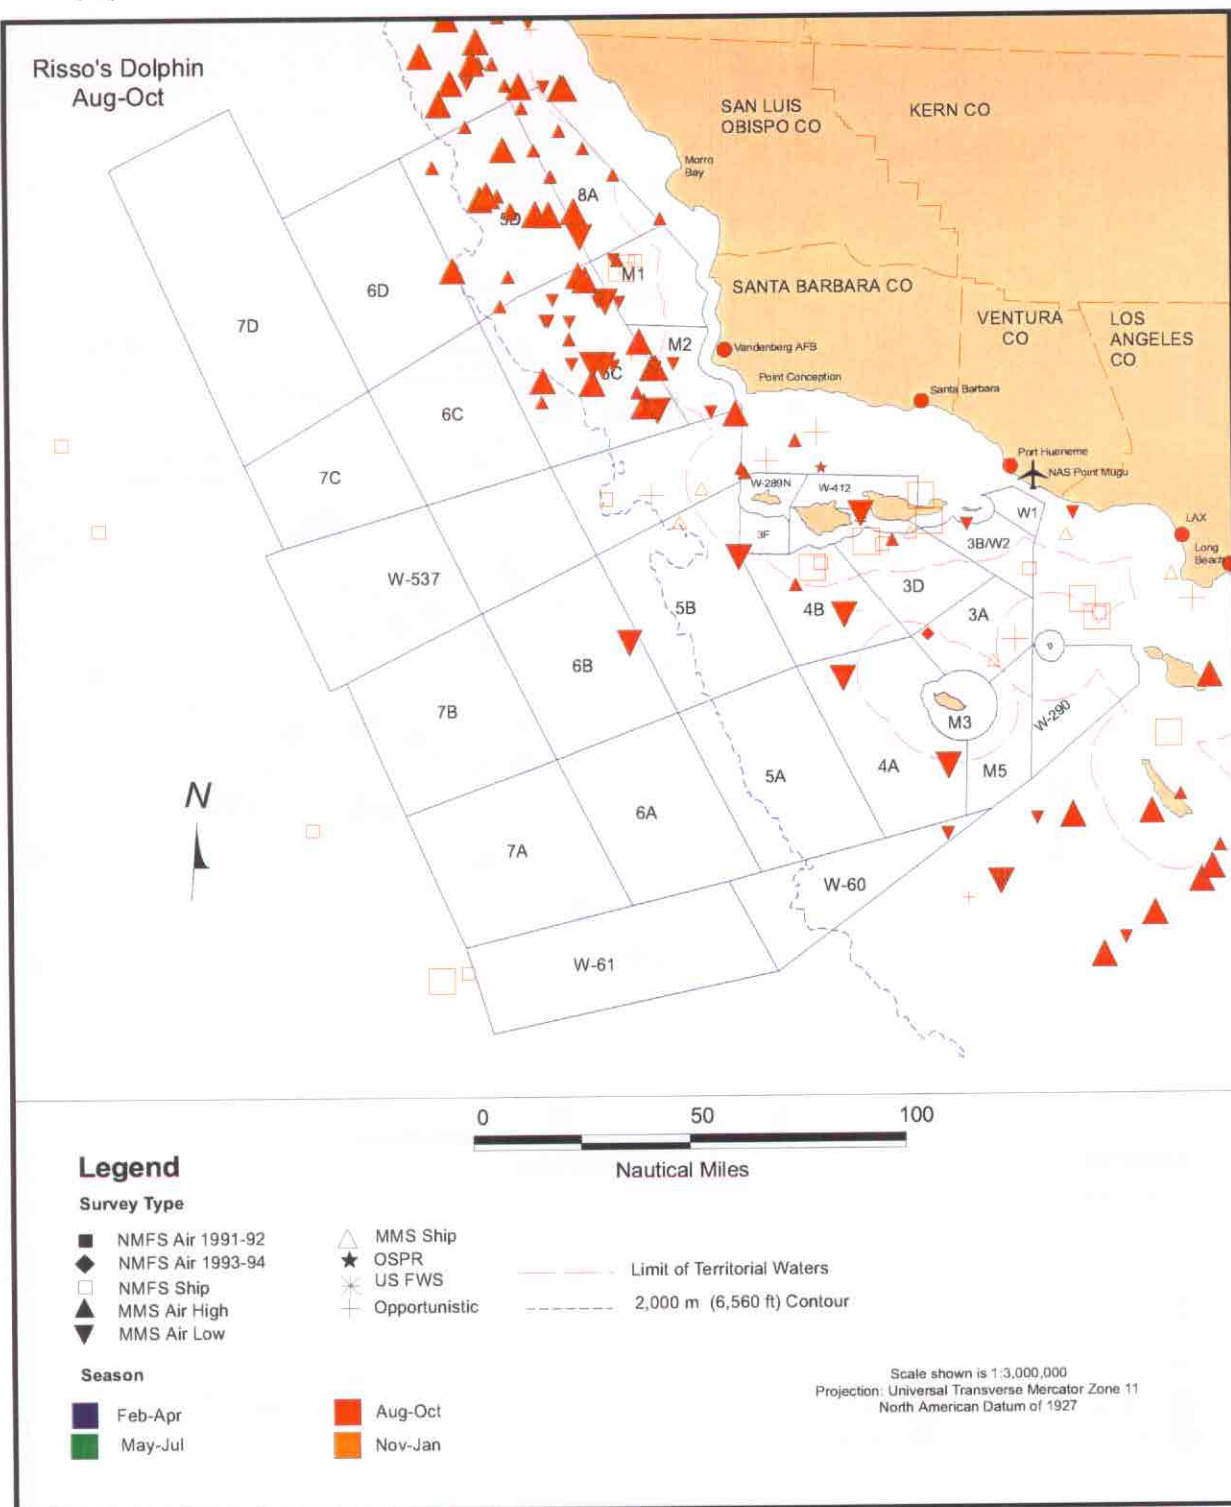 Risso's Dolphin
Aug-Oct
SAN LUIS
OBISPO CO
KERN CO
Morro
Bay
8A
5D
M1
SANTA BARBARA CO
6D
7D
VENTURA
CO
LOS
ANGELES
CO
M2
Vandenberg AFB
5C
Point Conception
Santa Barbara
6C
Port Hueneme
NAS Point Mugu
7C
W-289N
W-412
W1
LAX
3F
3B/W2
Long
Beach
W-537
3D
5B
4B
3A
6B
7B
M3
W-290
N
5A
4A
M5
6A
7A
W-60
W-61
0 50 100
Nautical Miles
Legend
Survey Type
NMFS Air 1991-92
NMFS Air 1993-94
NMFS Ship
MMS Air High
MMS Air Low
MMS Ship
OSPR
US FWS
Opportunistic
Limit of Territorial Waters
2,000 m (6,560 ft) Contour
Season
Feb-Apr
May-Jul
Aug-Oct
Nov-Jan
Scale shown is 1:3,000,000
Projection: Universal Transverse Mercator Zone 11
North American Datum of 1927